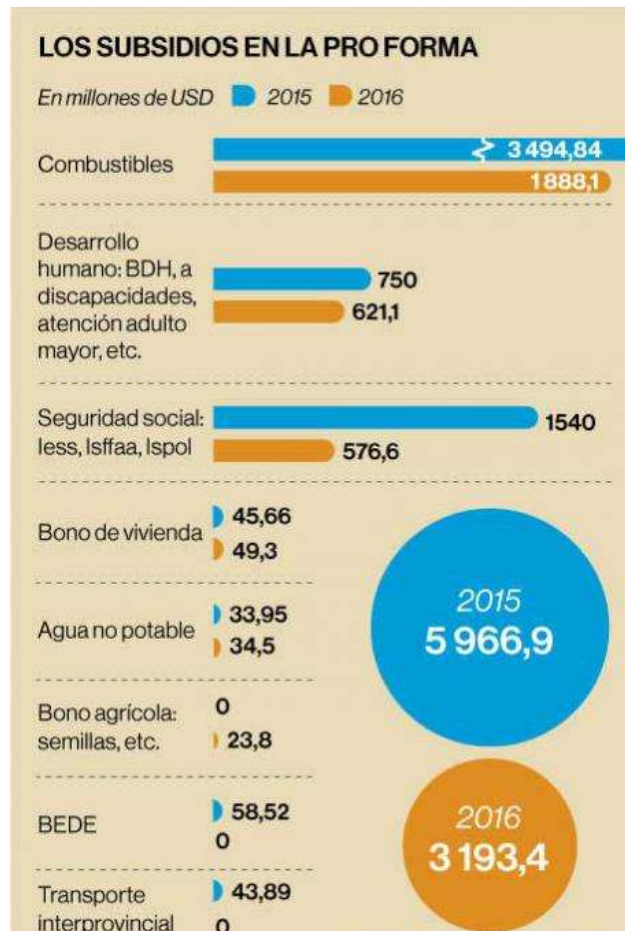 LOS SUBSIDIOS EN LA PRO FORMA
En millones de USD 2015 2016
Combustibles
3 494,84
1 888,1
Desarrollo
humano: BDH, a
discapacidades,
atención adulto
mayor, etc.
750
621,1
Seguridad social:
Iess, Isffaa, Ispol
1540
576,6
Bono de vivienda
45,66
49,3
Agua no potable
33,95
34,5
Bono agrícola:
semillas, etc.
0
23,8
BEDE
58,52
0
Transporte
interprovincial
43,89
0
2015
5 966,9
2016
3 193,4